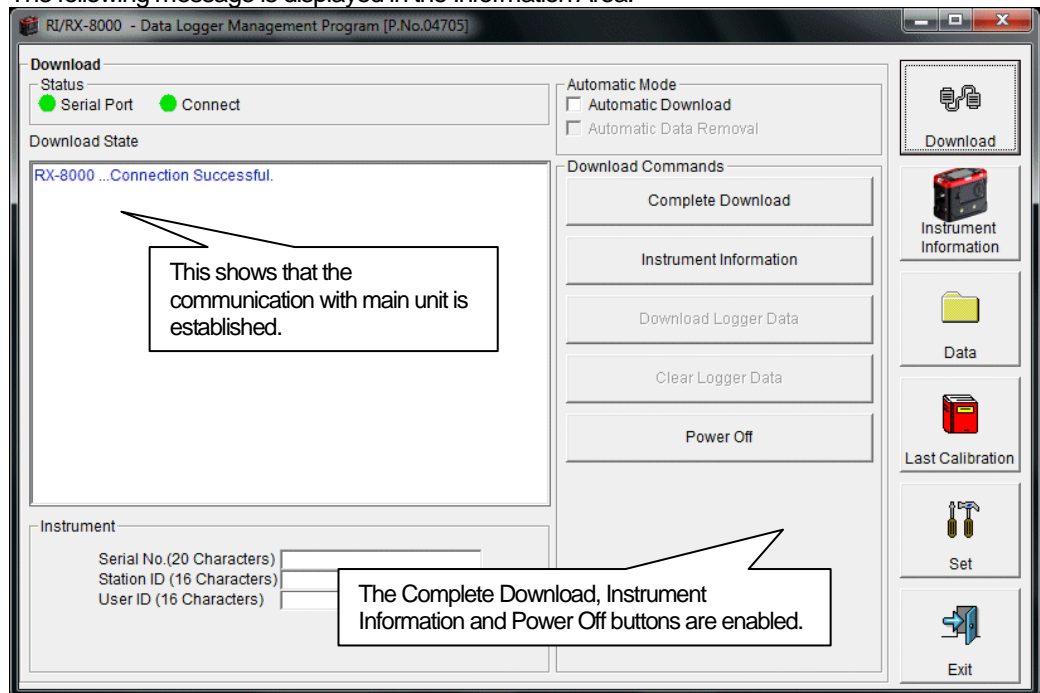 The following message is displayed in the Information Area.
RI/RX-8000 - Data Logger Management Program [P.No.04705]
Download
Status
Serial Port
Connect
Download State
RX-8000 ...Connection Successful.
This shows that the
communication with main unit is
established.
Instrument
Serial No.(20 Characters)
Station ID (16 Characters)
User ID (16 Characters)
Automatic Mode
Automatic Download
Automatic Data Removal
Download Commands
Complete Download
Instrument Information
Download Logger Data
Clear Logger Data
Power Off
The Complete Download, Instrument
Information and Power Off buttons are enabled.
Download
Instrument
Information
Data
Last Calibration
Set
Exit